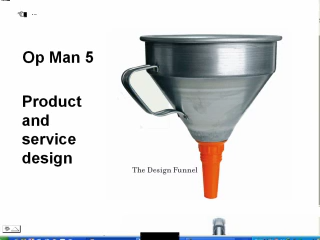 Op Man 5
Product
and
service
design
The Design Funnel